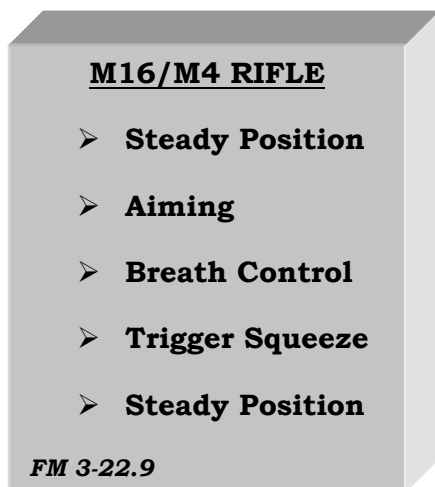 M16/M4 RIFLE
➢ Steady Position
➢ Aiming
➢ Breath Control
➢ Trigger Squeeze
➢ Steady Position
FM 3-22.9